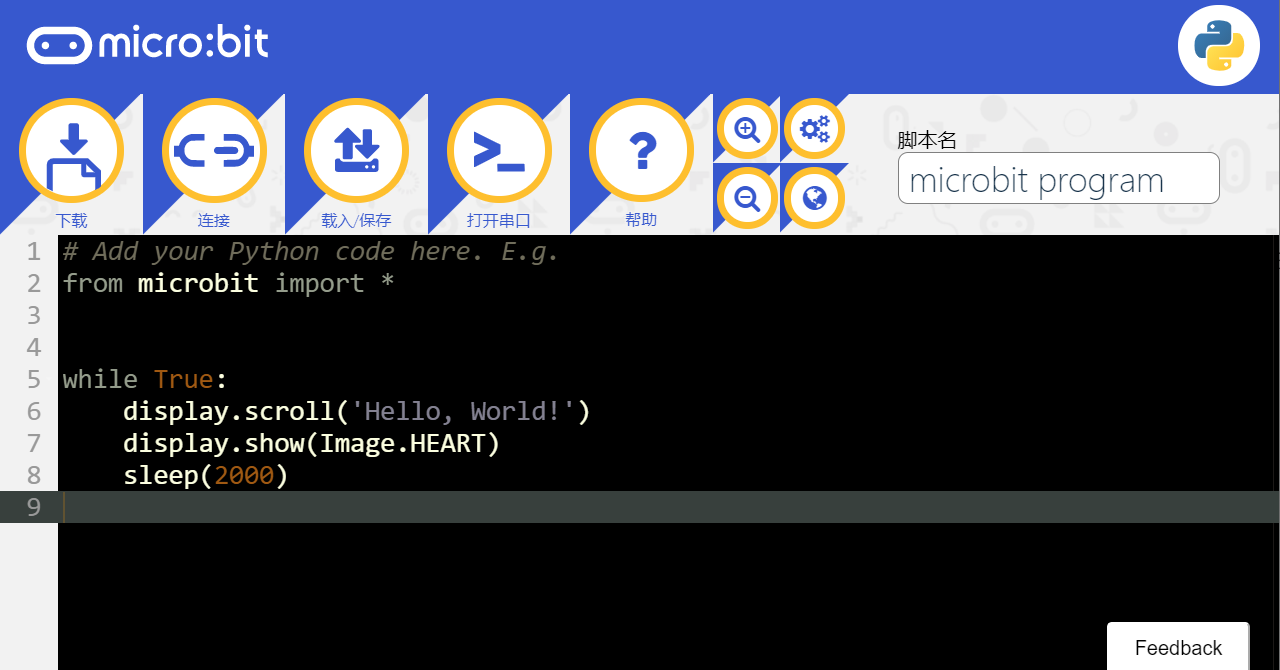 micro:bit
下载
连接
载入/保存
打开串口
帮助
脚本名
microbit program
1 # Add your Python code here. E.g.
2 from microbit import *
3
4
5 while True:
6     display.scroll('Hello, World!')
7     display.show(Image.HEART)
8     sleep(2000)
9
Feedback